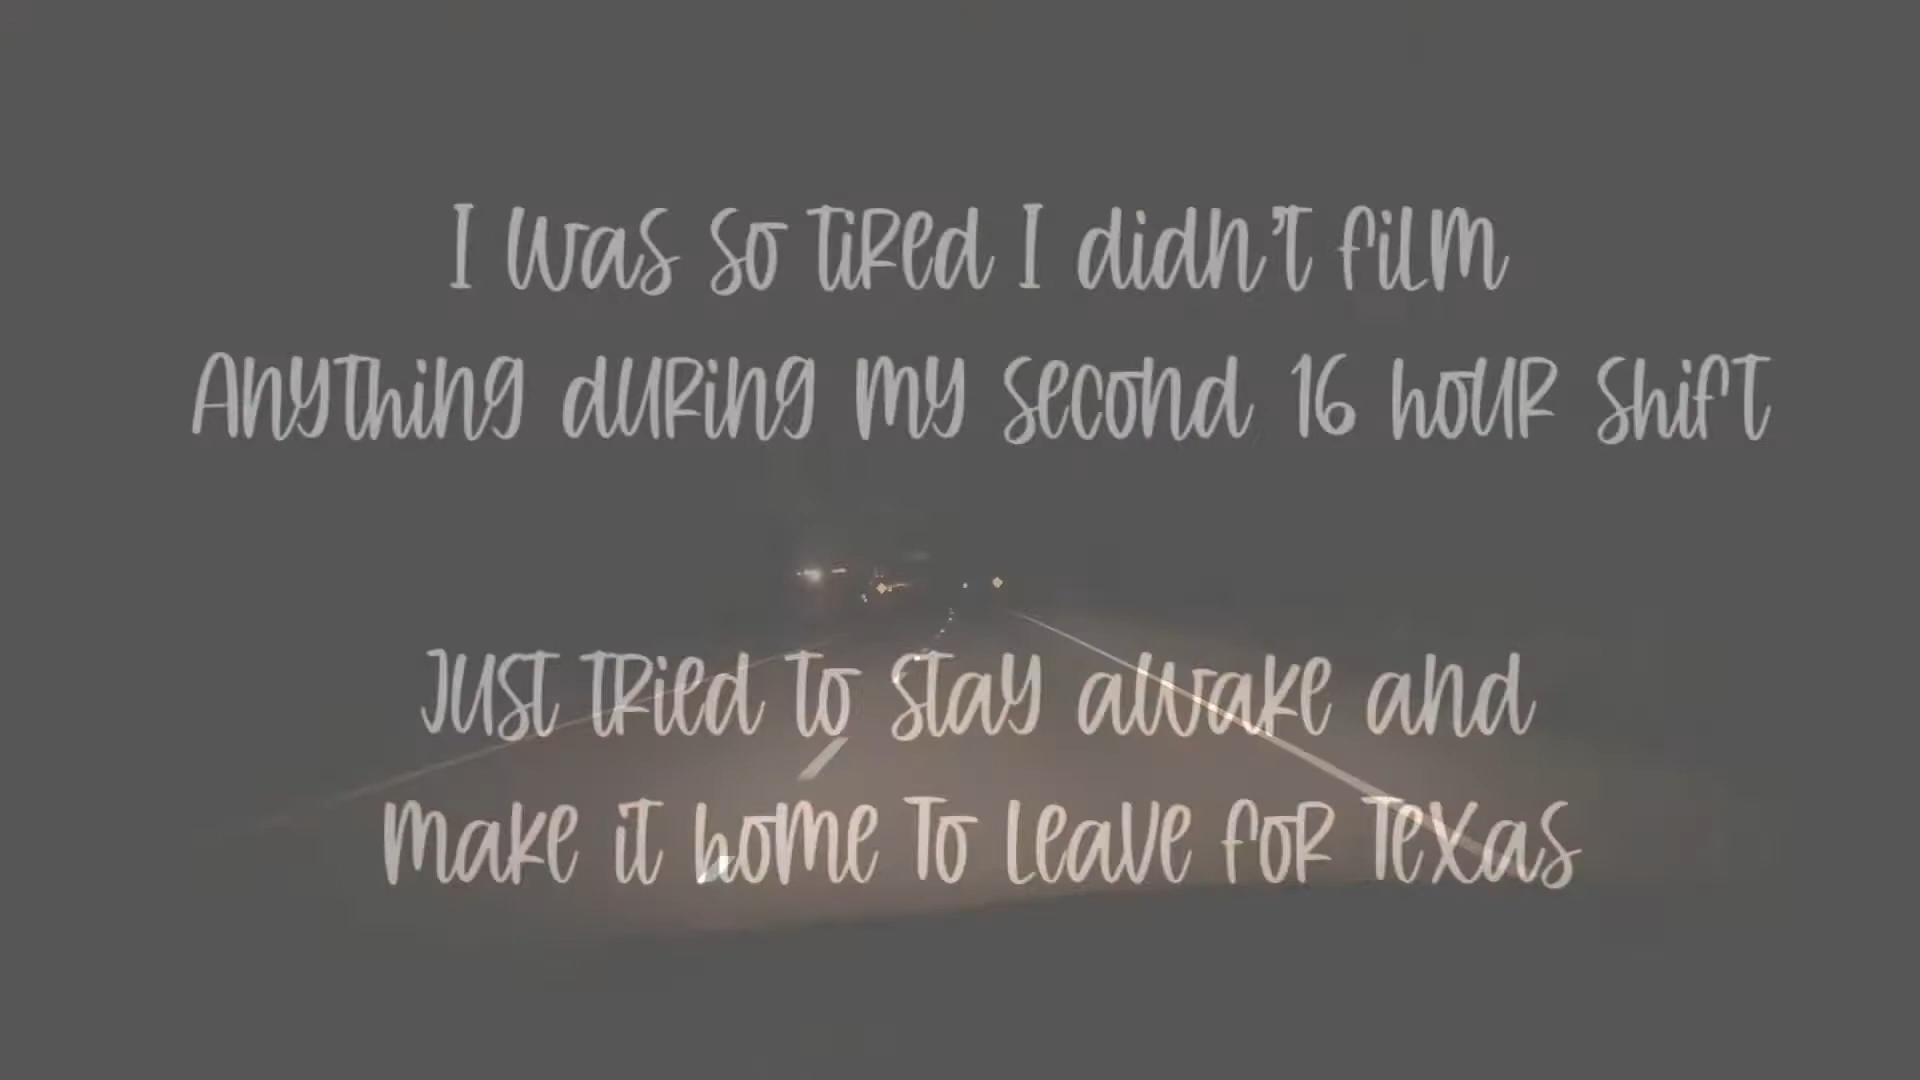 I was so tired I didn't film
Anything during my second 16 hour shift
Just tried to stay awake and
make it home to leave for Texas